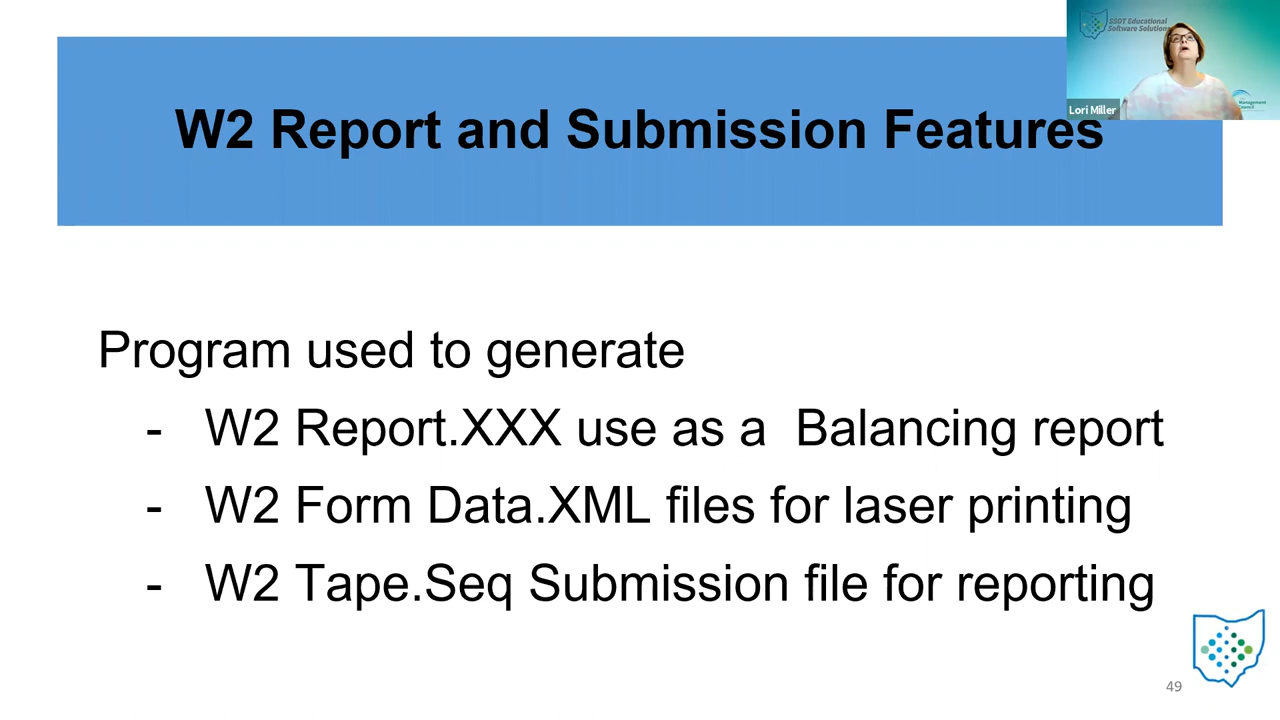 SSDT Educational
Software Solutions
Management
Council
Lori Miller
W2 Report and Submission Features
Program used to generate
- W2 Report.XXX use as a Balancing report
- W2 Form Data.XML files for laser printing
- W2 Tape.Seq Submission file for reporting
49